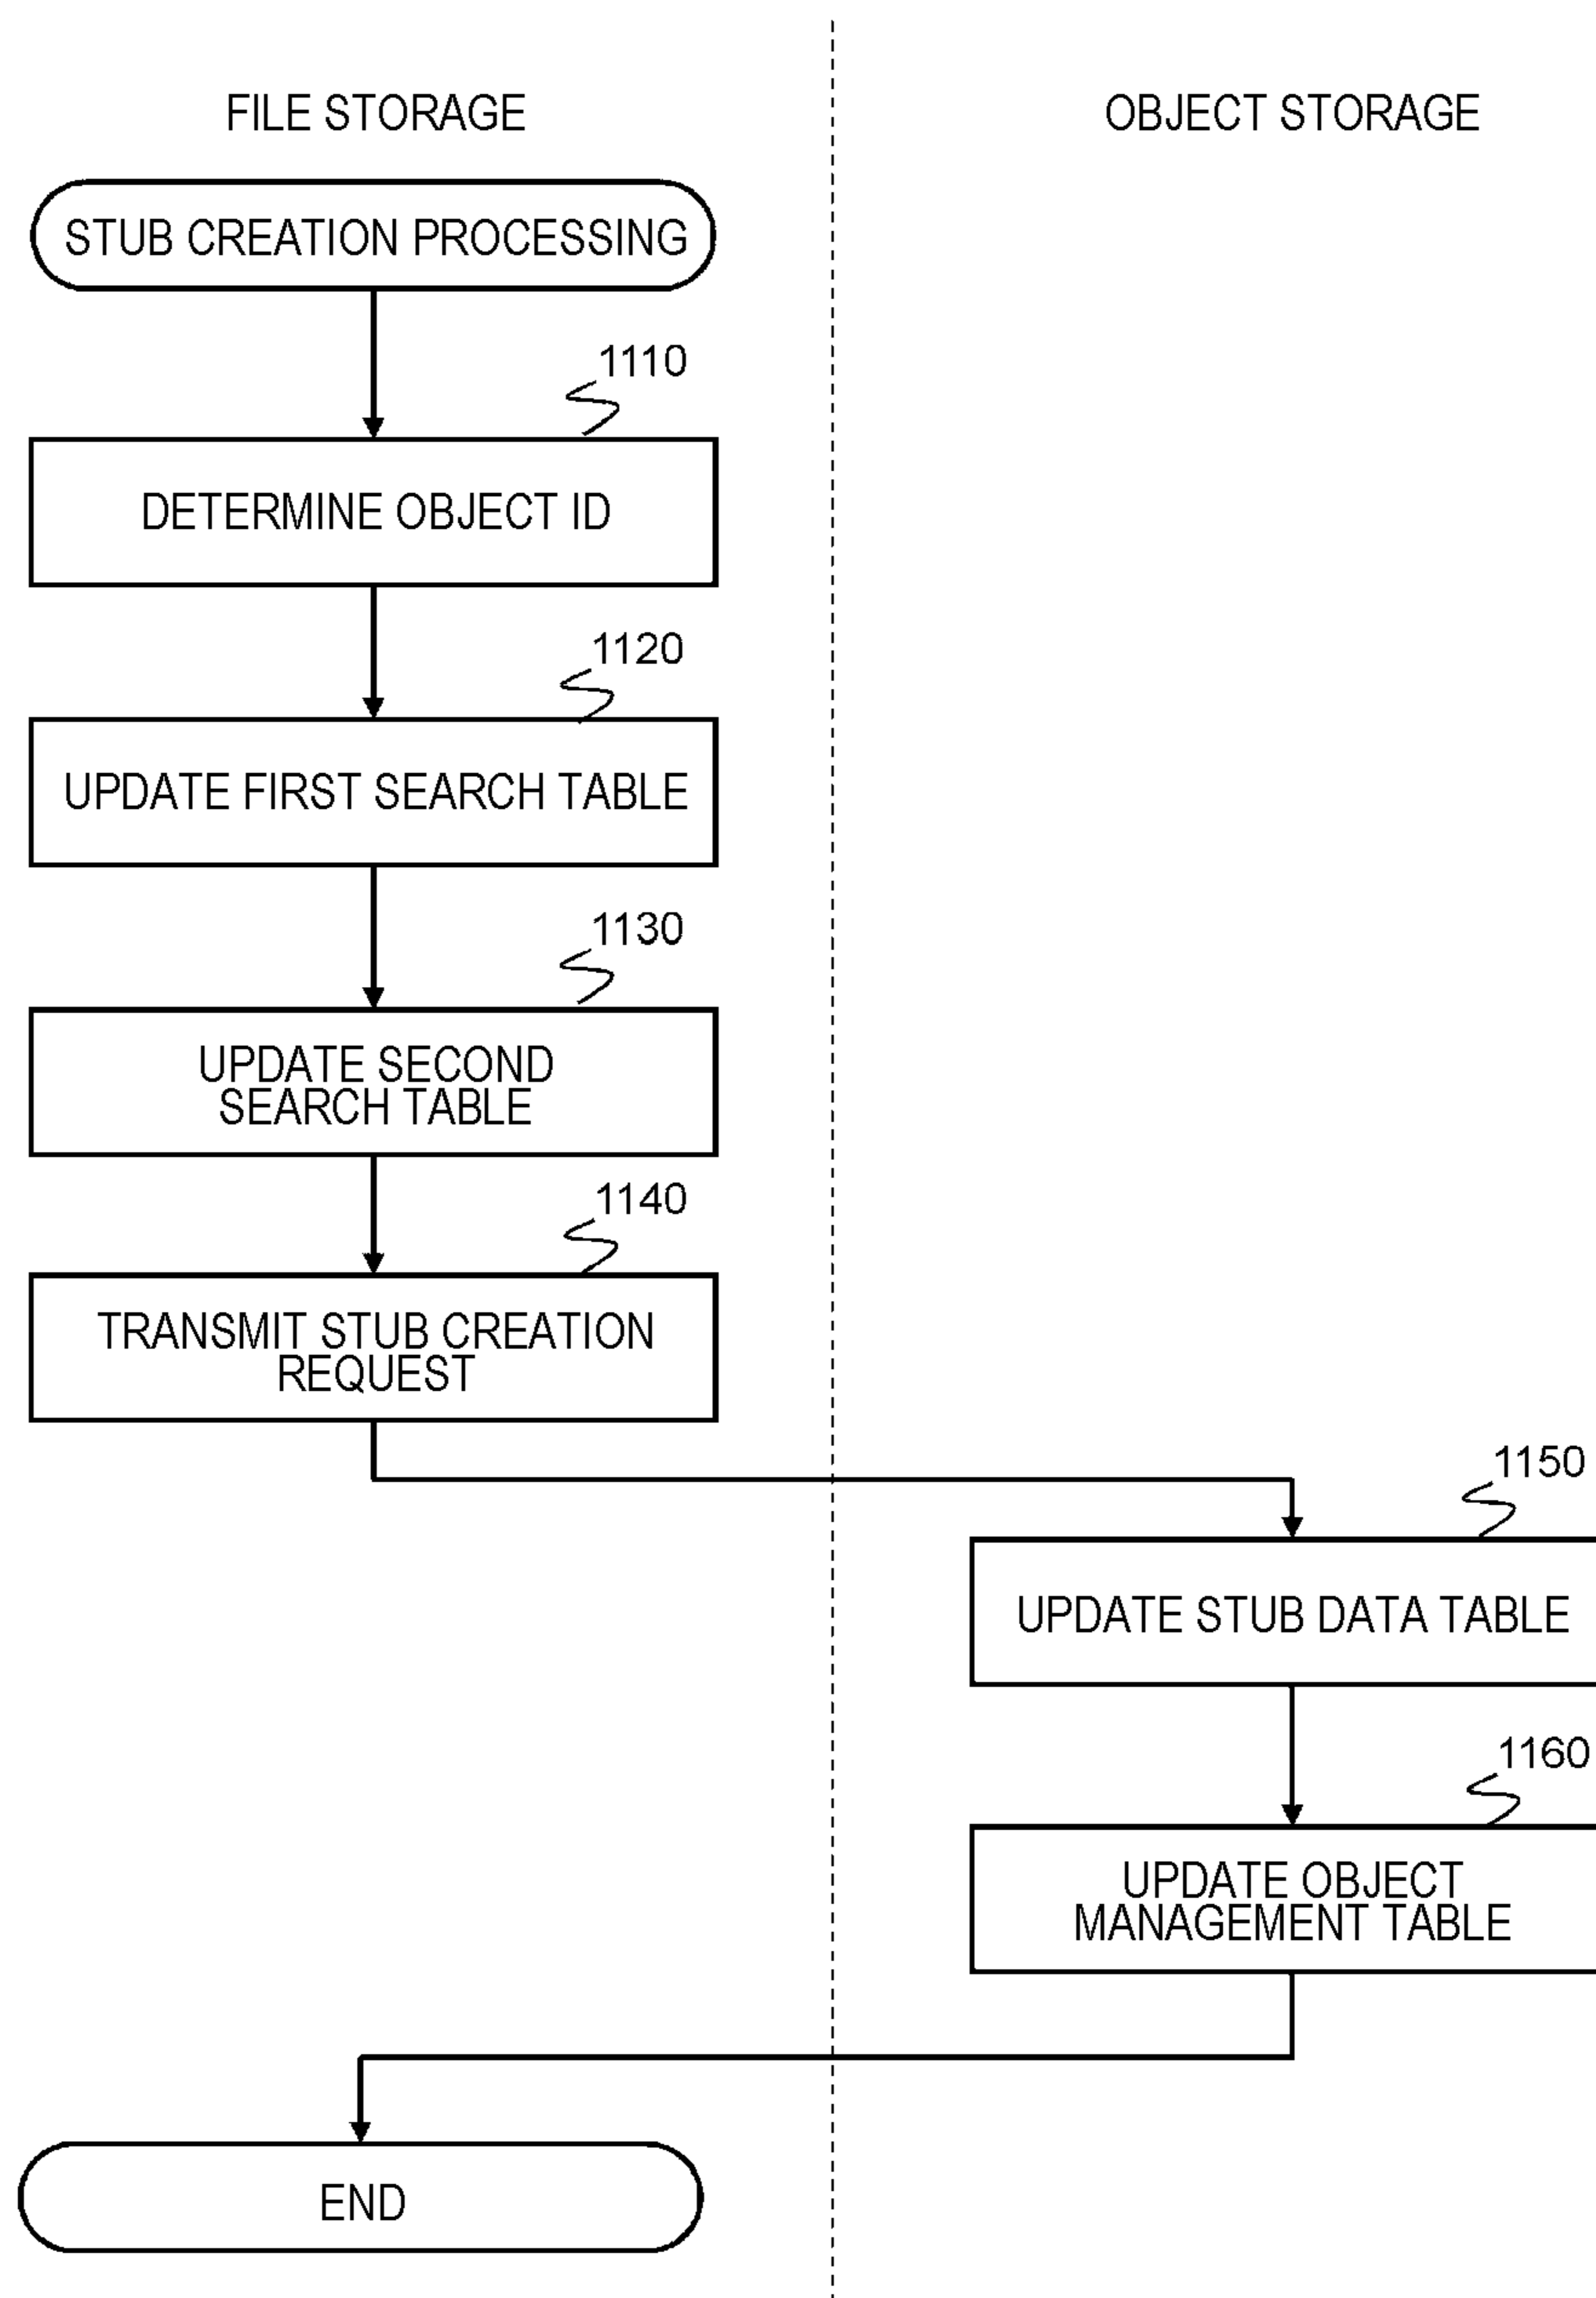 FILE STORAGE
OBJECT STORAGE
STUB CREATION PROCESSING
1110
DETERMINE OBJECT ID
1120
UPDATE FIRST SEARCH TABLE
1130
UPDATE SECOND
SEARCH TABLE
1140
TRANSMIT STUB CREATION
REQUEST
1150
UPDATE STUB DATA TABLE
1160
UPDATE OBJECT
MANAGEMENT TABLE
END